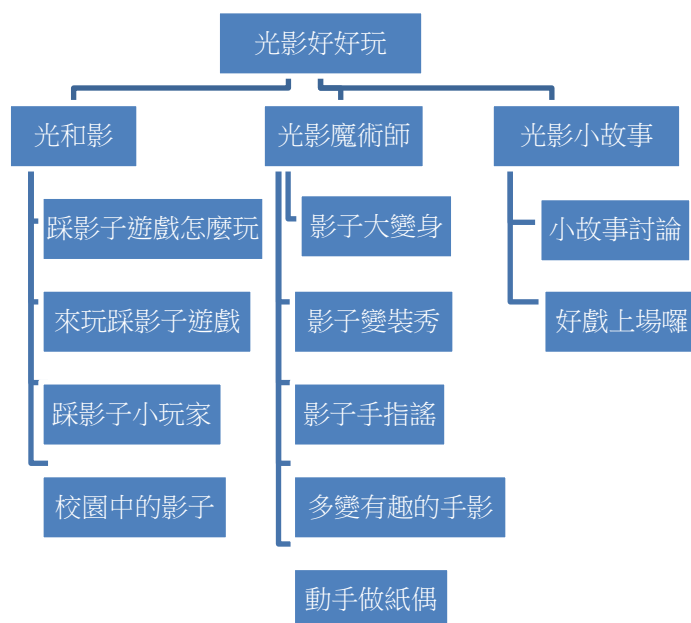 光影好好玩
光和影
踩影子遊戲怎麼玩
來玩踩影子遊戲
踩影子小玩家
校園中的影子
光影魔術師
影子大變身
影子變裝秀
影子手指謠
多變有趣的手影
動手做紙偶
光影小故事
小故事討論
好戲上場囉